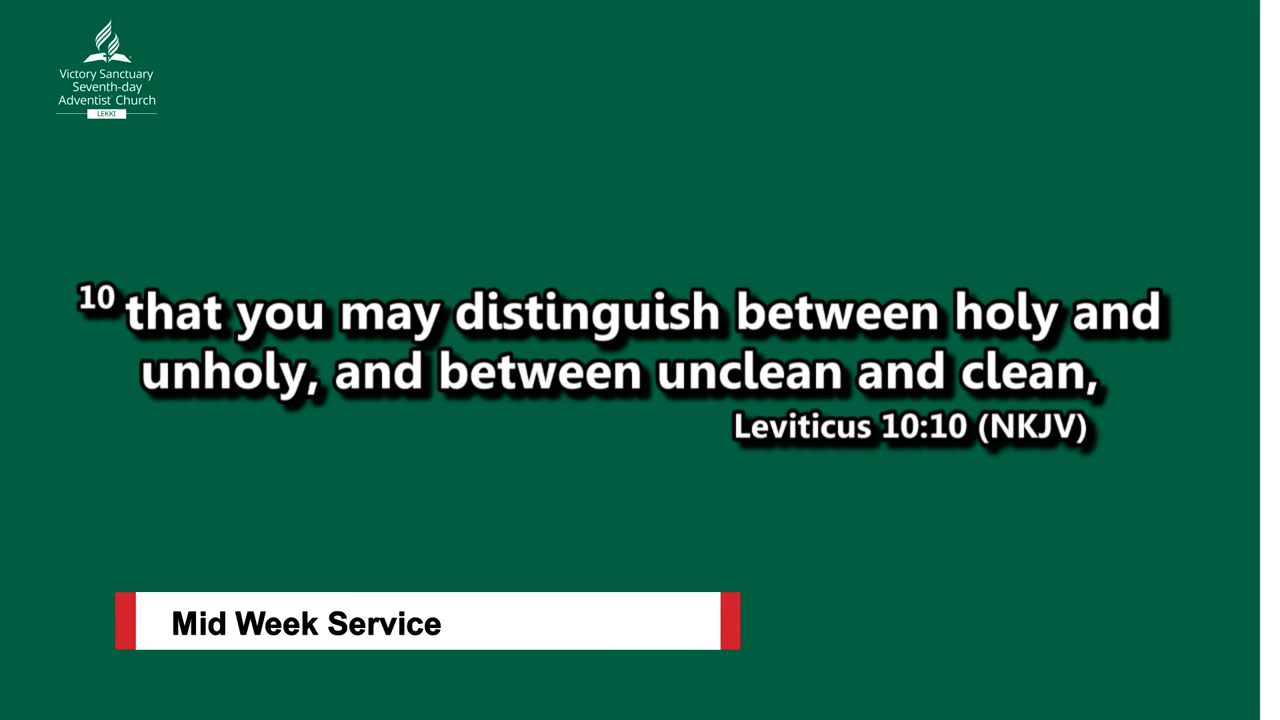 Victory Sanctuary
Seventh-day
Adventist Church
LEKKI
10 that you may distinguish between holy and
unholy, and between unclean and clean,
Leviticus 10:10 (NKJV)
Mid Week Service